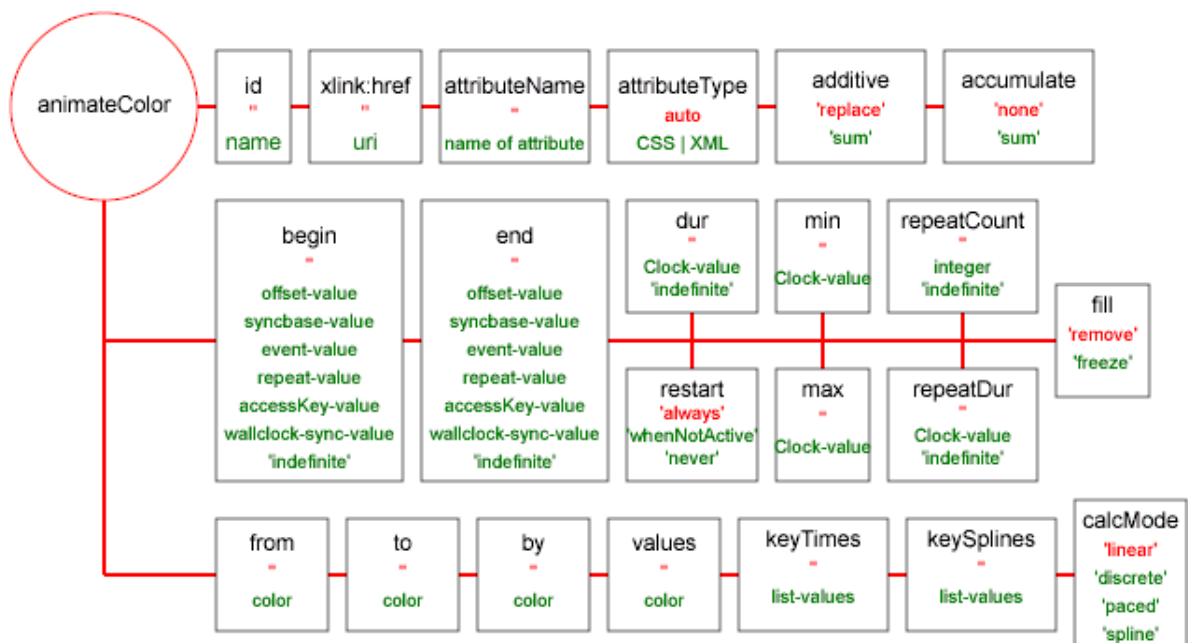 animateColor
id
"
name
xlink:href
"
uri
attributeName
"
name of attribute
attributeType
auto
CSS | XML
additive
'replace'
'sum'
accumulate
'none'
'sum'
begin
"
offset-value
syncbase-value
event-value
repeat-value
accessKey-value
wallclock-sync-value
'indefinite'
end
"
offset-value
syncbase-value
event-value
repeat-value
accessKey-value
wallclock-sync-value
'indefinite'
dur
"
Clock-value
'indefinite'
min
"
Clock-value
repeatCount
"
integer
'indefinite'
restart
'always'
'whenNotActive'
'never'
max
"
Clock-value
repeatDur
"
Clock-value
'indefinite'
fill
'remove'
'freeze'
from
"
color
to
"
color
by
"
color
values
"
color
keyTimes
"
list-values
keySplines
"
list-values
calcMode
'linear'
'discrete'
'paced'
'spline'